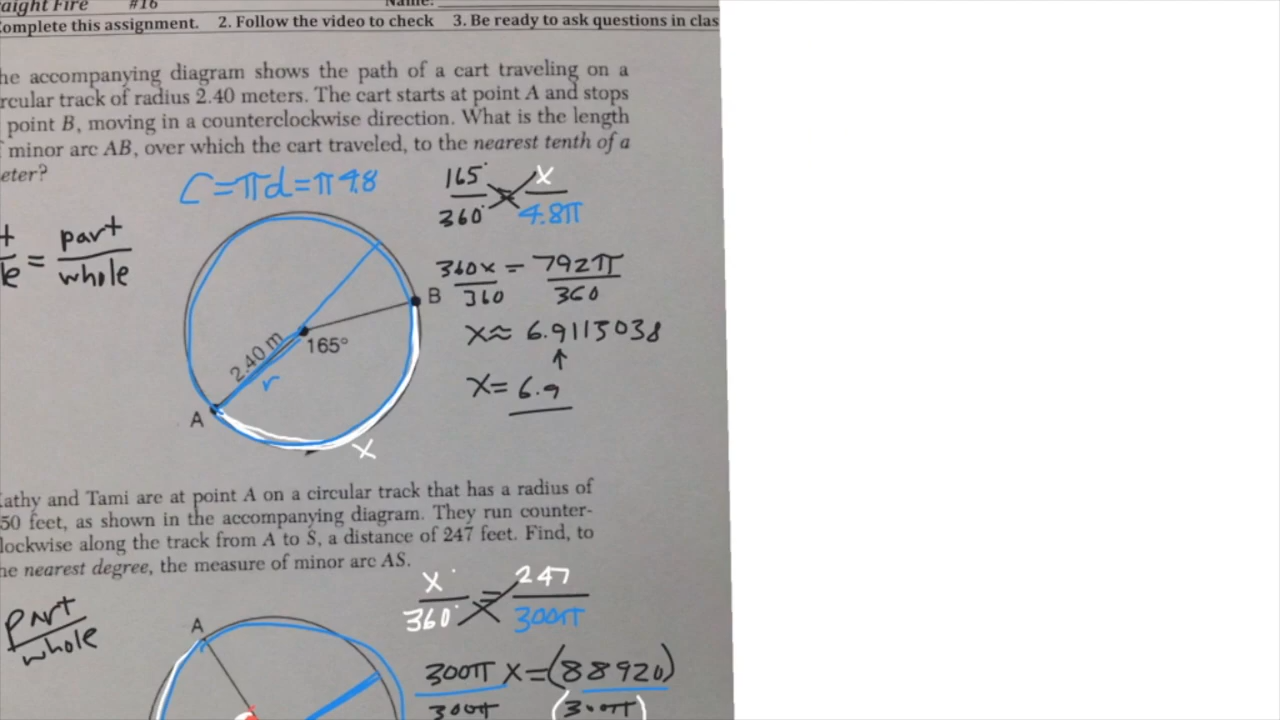 aight Fire #16 Name:
omplete this assignment. 2. Follow the video to check 3. Be ready to ask questions in clas
he accompanying diagram shows the path of a cart traveling on a
rcular track of radius 2.40 meters. The cart starts at point A and stops
point B, moving in a counterclockwise direction. What is the length
minor arc AB, over which the cart traveled, to the nearest tenth of a
eter?
C=πd=π4.8
165° x
360° 4.8π
t part
le = whole
360x = 792π
360 360
B
x≈ 6.9115038
2.40 m 165°
r
x= 6.9
A
x
athy and Tami are at point A on a circular track that has a radius of
50 feet, as shown in the accompanying diagram. They run counter-
lockwise along the track from A to S, a distance of 247 feet. Find, to
he nearest degree, the measure of minor arc AS.
x° = 247
360° 300π
Part
whole
A
300π x=(88920)
300π (300π)